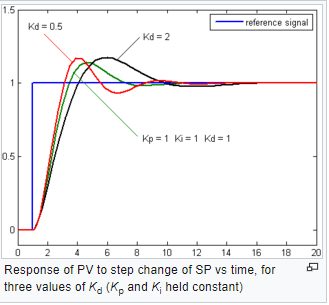 1.5
Kd = 0.5
Kd = 2
reference signal
1
Kp = 1 Ki = 1 Kd = 1
0.5
0
0 2 4 6 8 10 12 14 16 18 20
Response of PV to step change of SP vs time, for
three values of Kd (Kp and Ki held constant)